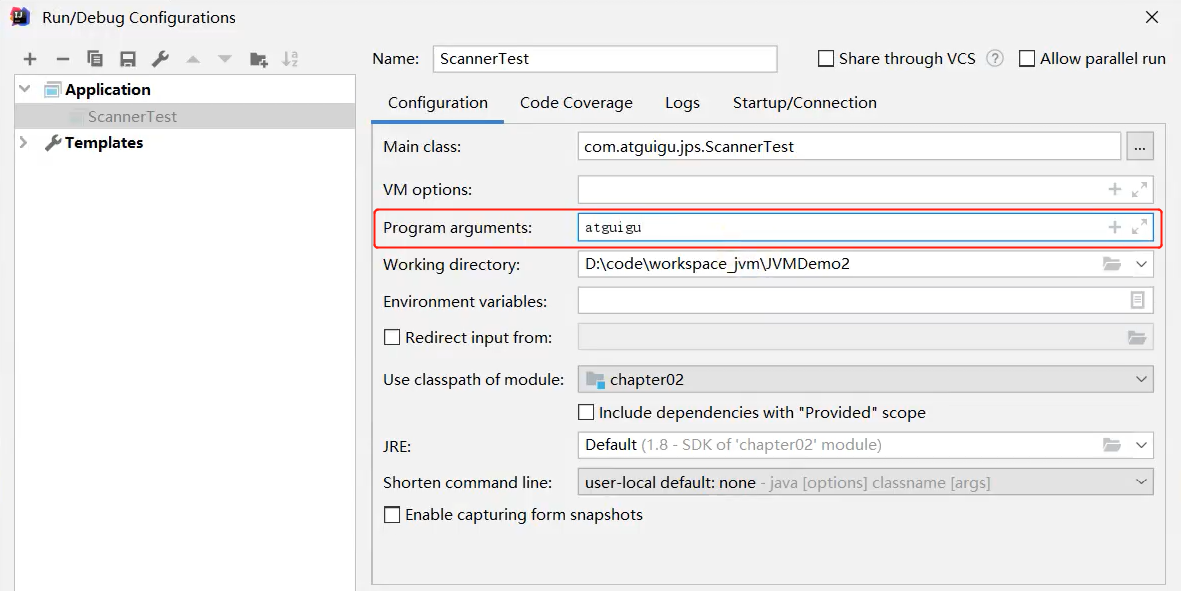 Run/Debug Configurations
Name: ScannerTest Share through VCS ? Allow parallel run
Application
ScannerTest
Templates
Configuration Code Coverage Logs Startup/Connection
Main class: com.atguigu.jps.ScannerTest ...
VM options:
Program arguments: atguigu
Working directory: D:\code\workspace_jvm\JVMDemo2
Environment variables:
Redirect input from:
Use classpath of module: chapter02
Include dependencies with "Provided" scope
JRE: Default (1.8 - SDK of 'chapter02' module)
Shorten command line: user-local default: none - java [options] classname [args]
Enable capturing form snapshots